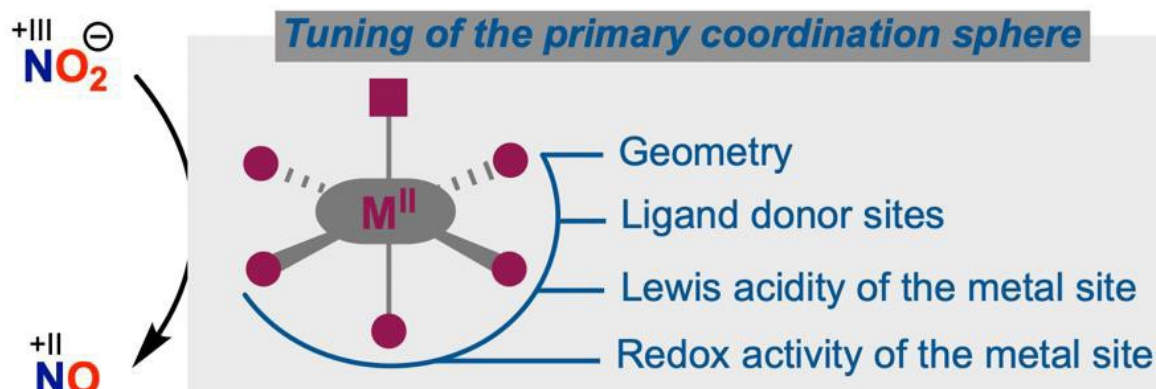 +III
NO₂⊖
Tuning of the primary coordination sphere
Mᴵᴵ
Geometry
Ligand donor sites
Lewis acidity of the metal site
Redox activity of the metal site
+II
NO